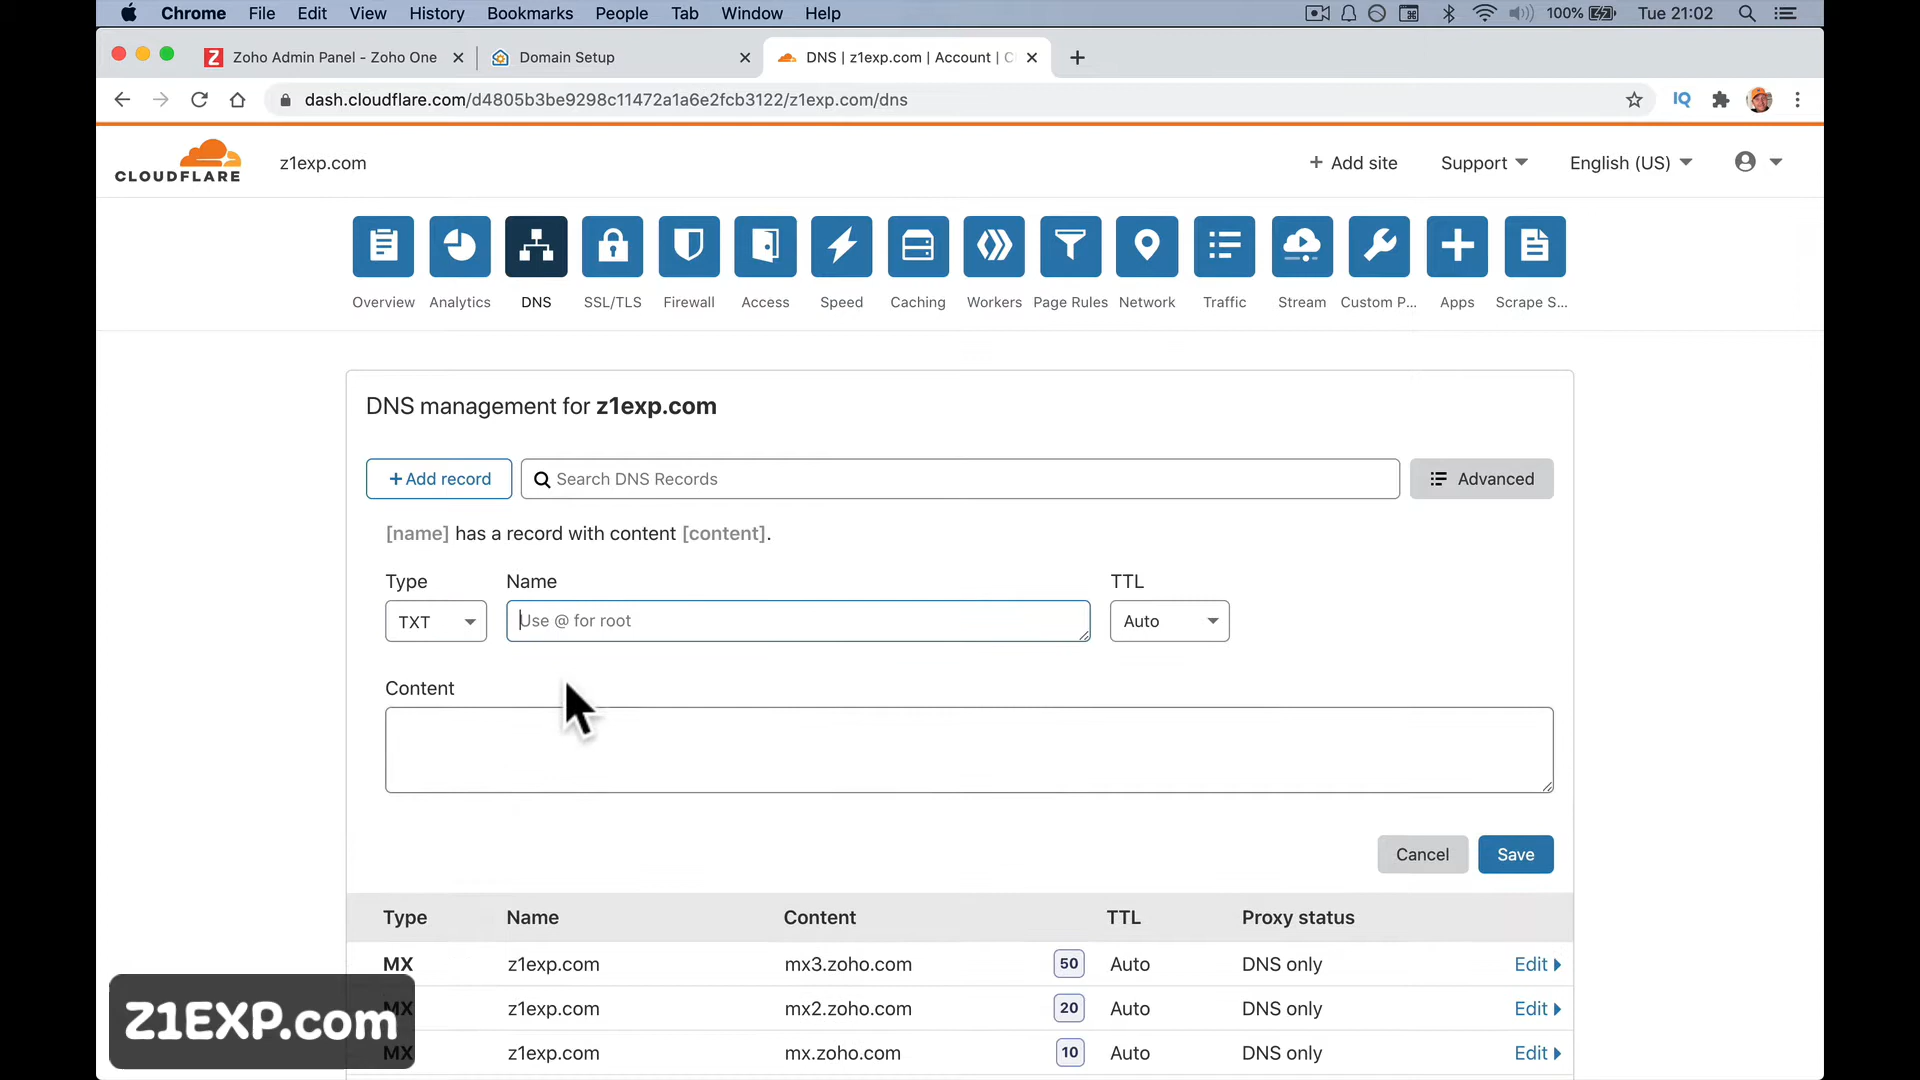 Chrome File Edit View History Bookmarks People Tab Window Help 100% Tue 21:02
Zoho Admin Panel - Zoho One Domain Setup DNS | z1exp.com | Account | C
dash.cloudflare.com/d4805b3be9298c11472a1a6e2fcb3122/z1exp.com/dns IQ
CLOUDFLARE z1exp.com + Add site Support English (US)
Overview Analytics DNS SSL/TLS Firewall Access Speed Caching Workers Page Rules Network Traffic Stream Custom P... Apps Scrape S...
DNS management for z1exp.com
+ Add record Search DNS Records Advanced
[name] has a record with content [content].
Type Name TTL
TXT Use @ for root Auto
Content
Cancel Save
Type Name Content TTL Proxy status
MX z1exp.com mx3.zoho.com 50 Auto DNS only Edit
MX z1exp.com mx2.zoho.com 20 Auto DNS only Edit
MX z1exp.com mx.zoho.com 10 Auto DNS only Edit
Z1EXP.com